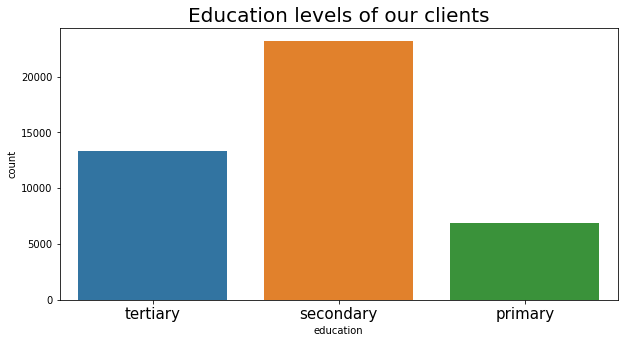 Education levels of our clients
count
20000
15000
10000
5000
0
tertiary secondary primary
education